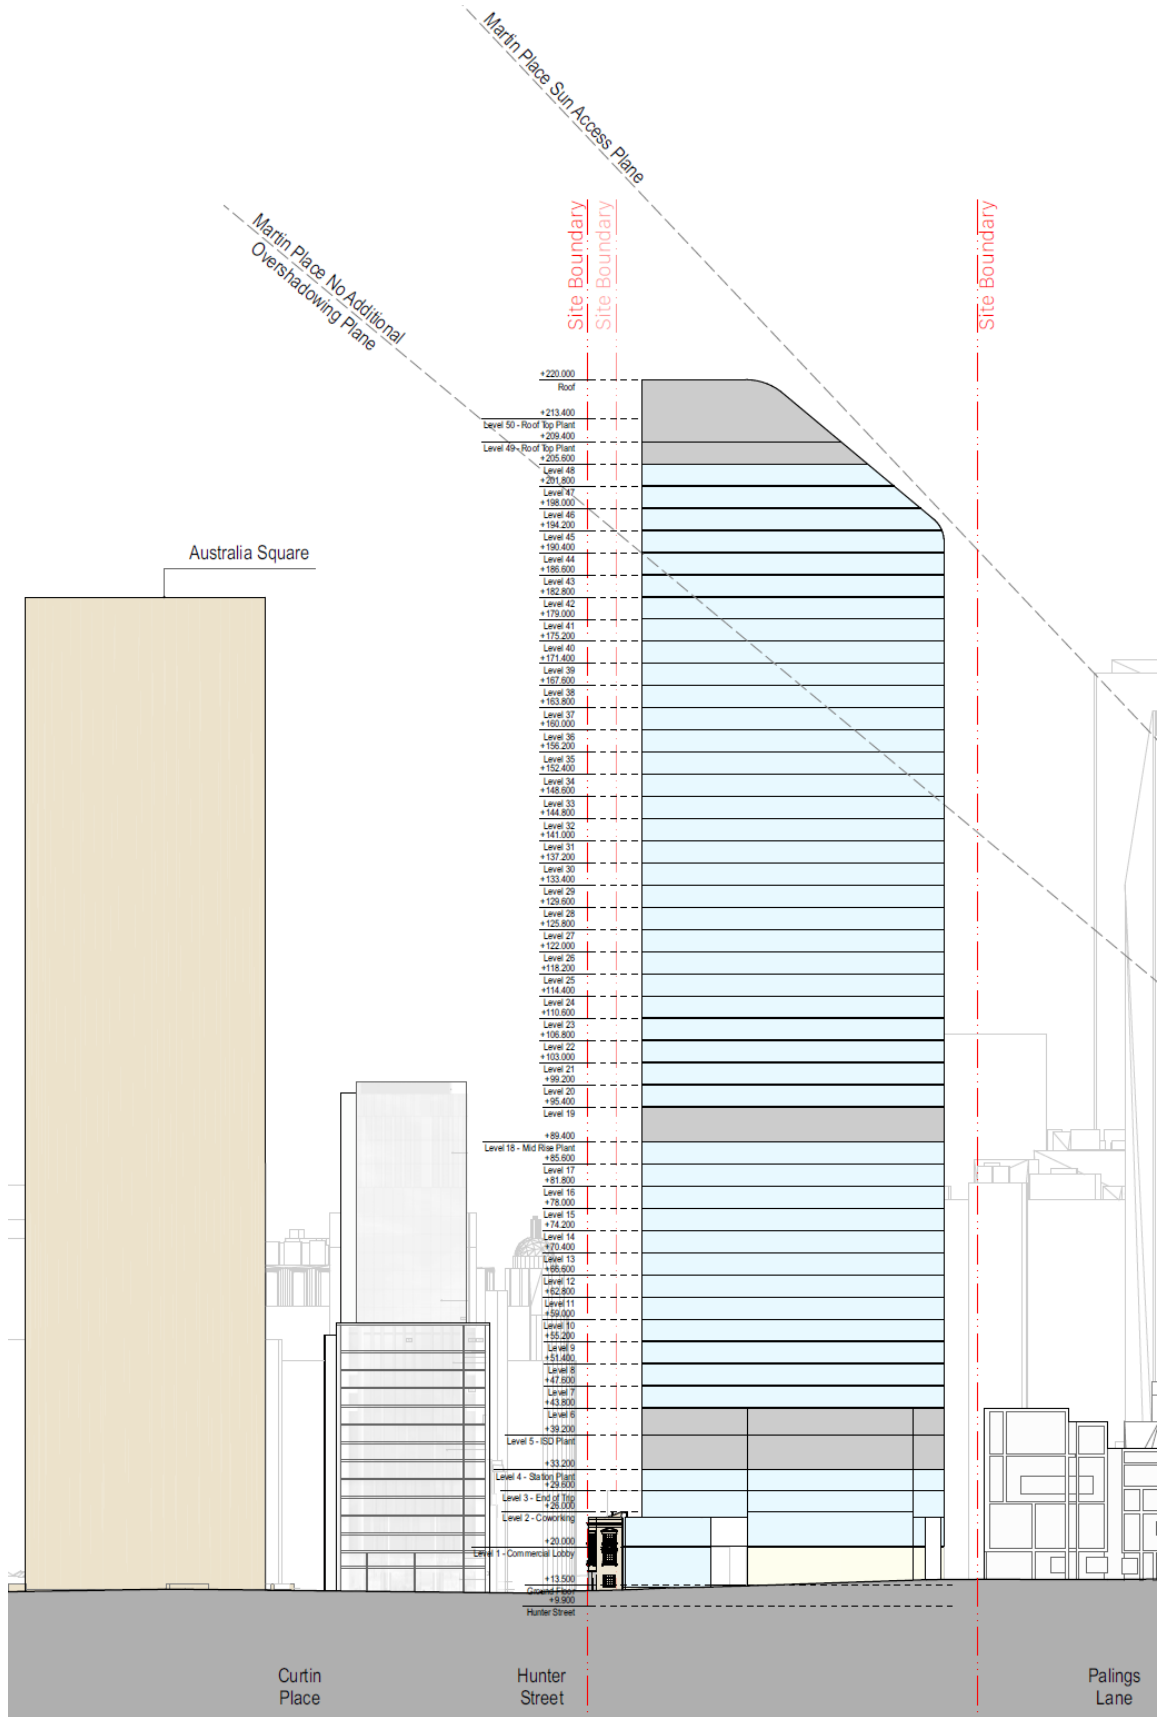 Martin Place Sun Access Plane
Martin Place No Additional
Overshadowing Plane
Site Boundary
Site Boundary
Site Boundary
Australia Square
+220.000
Roof
+213.400
Level 50 - Roof Top Plant
+209.400
Level 49 - Roof Top Plant
+205.600
Level 48
+201.800
Level 47
+198.000
Level 46
+194.200
Level 45
+190.400
Level 44
+186.600
Level 43
+182.800
Level 42
+179.000
Level 41
+175.200
Level 40
+171.400
Level 39
+167.600
Level 38
+163.800
Level 37
+160.000
Level 36
+156.200
Level 35
+152.400
Level 34
+148.600
Level 33
+144.800
Level 32
+141.000
Level 31
+137.200
Level 30
+133.400
Level 29
+129.600
Level 28
+125.800
Level 27
+122.000
Level 26
+118.200
Level 25
+114.400
Level 24
+110.600
Level 23
+106.800
Level 22
+103.000
Level 21
+99.200
Level 20
+95.400
Level 19
+89.400
Level 18 - Mid Rise Plant
+85.600
Level 17
+81.800
Level 16
+78.000
Level 15
+74.200
Level 14
+70.400
Level 13
+66.600
Level 12
+62.800
Level 11
+59.000
Level 10
+55.200
Level 9
+51.400
Level 8
+47.600
Level 7
+43.800
Level 6
+39.200
Level 5 - ISD Plant
+33.200
Level 4 - Station Plant
+29.600
Level 3 - End of Trip
+26.000
Level 2 - Coworking
+20.000
Level 1 - Commercial Lobby
+13.500
Ground Floor
+9.900
Hunter Street
Curtin
Place
Hunter
Street
Palings
Lane